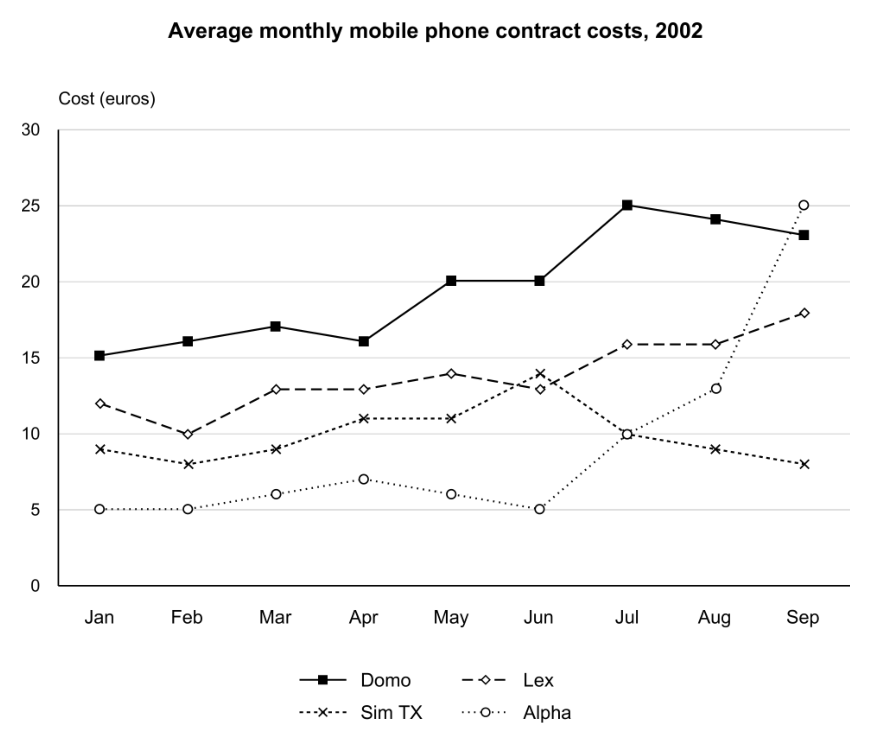 Average monthly mobile phone contract costs, 2002
Cost (euros)
30
25
20
15
10
5
0
Jan Feb Mar Apr May Jun Jul Aug Sep
Domo Lex
Sim TX Alpha